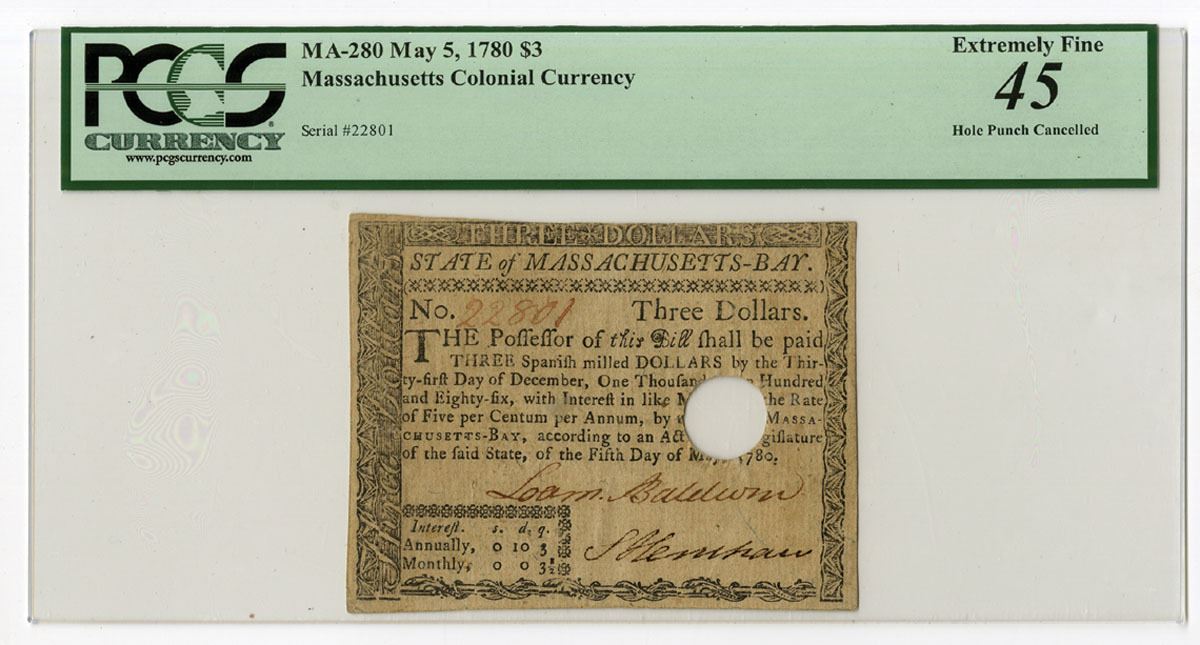 PCGS
CURRENCY
www.pcgscurrency.com
MA-280 May 5, 1780 $3
Massachusetts Colonial Currency
Serial #22801
Extremely Fine
45
Hole Punch Cancelled
THREE DOLLARS
STATE of MASSACHUSETTS-BAY.
No. 22801 Three Dollars.
THE Poſſeſſor of this Bill ſhall be paid
THREE Spaniſh milled DOLLARS by the Thir-
ty-firſt Day of December, One Thouſand Hundred
and Eighty-ſix, with Intereſt in like the Rate
of Five per Centum per Annum, by MASSA-
CHUSETTS-BAY, according to an Act
of the ſaid State, of the Fifth Day of 1780.
Loam. Baldwin
Intereſt. s. d. q.
Annually, 0 10 3
Monthly, 0 0 3½
S Henshaw